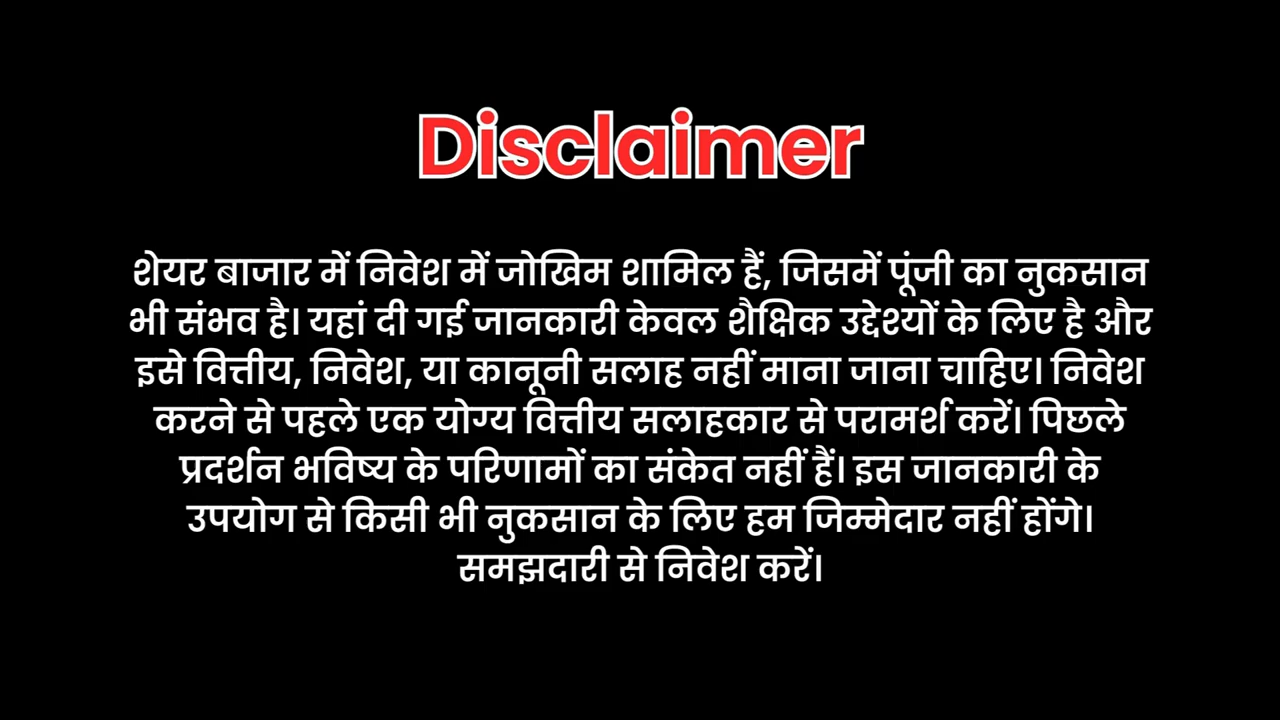 Disclaimer
शेयर बाजार में निवेश में जोखिम शामिल हैं, जिसमें पूंजी का नुकसान
भी संभव है। यहां दी गई जानकारी केवल शैक्षिक उद्देश्यों के लिए है और
इसे वित्तीय, निवेश, या कानूनी सलाह नहीं माना जाना चाहिए। निवेश
करने से पहले एक योग्य वित्तीय सलाहकार से परामर्श करें। पिछले
प्रदर्शन भविष्य के परिणामों का संकेत नहीं हैं। इस जानकारी के
उपयोग से किसी भी नुकसान के लिए हम जिम्मेदार नहीं होंगे।
समझदारी से निवेश करें।